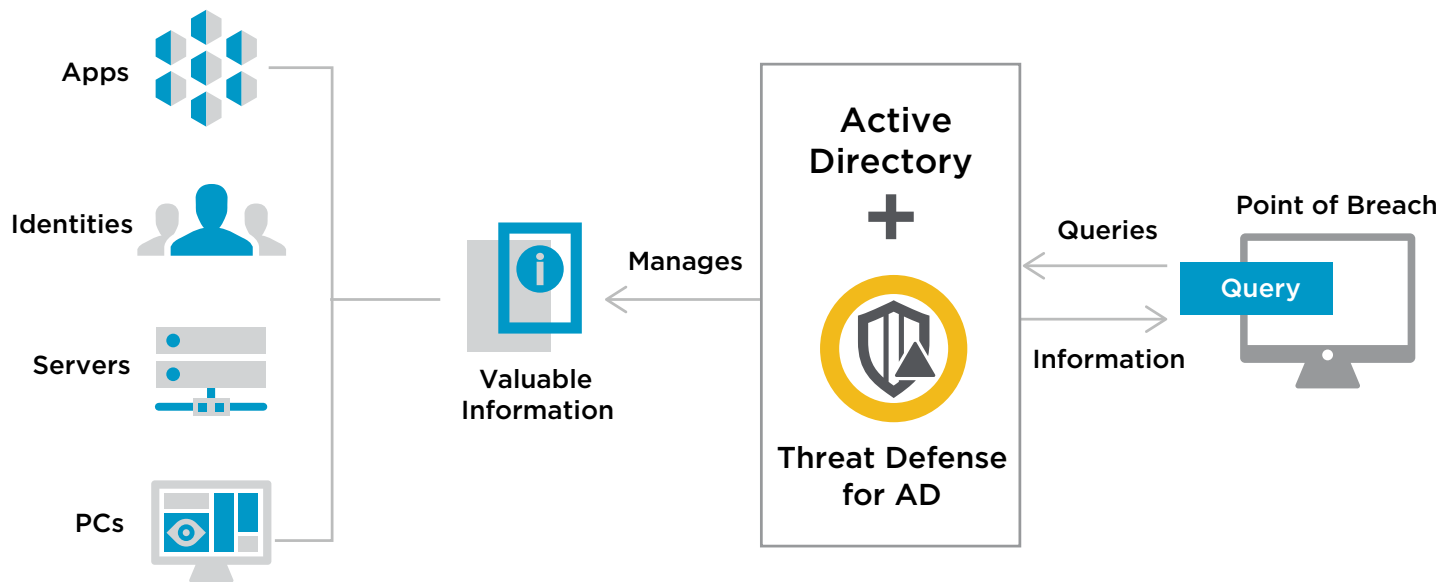 Apps
Identities
Servers
PCs
Valuable
Information
Manages
Active
Directory
Threat Defense
for AD
Queries
Information
Point of Breach
Query